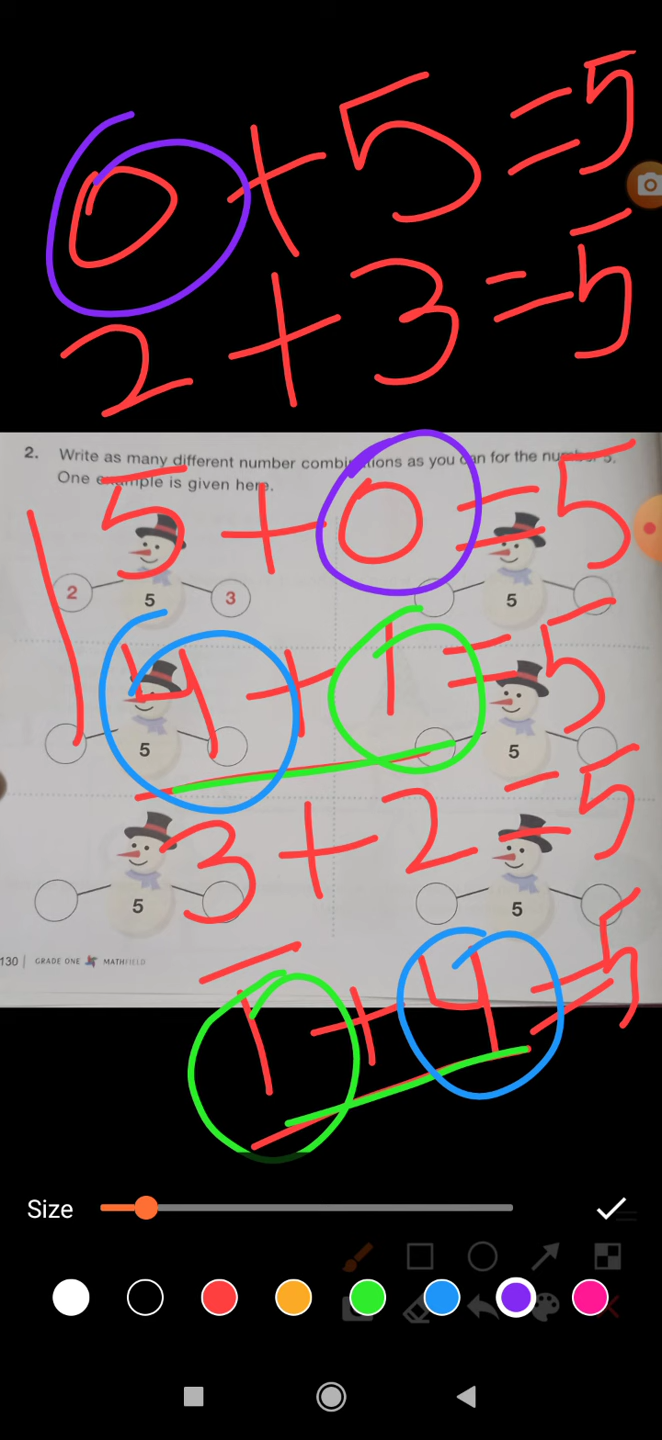 0 + 5 = 5
2 + 3 = 5
2. Write as many different number combinations as you can for the number 5.
One example is given here.
5 + 0 = 5
2 5 3 5
4 + 1 = 5
5 5
3 + 2 = 5
5 5
130 | GRADE ONE MATHFIELD
1 + 4 = 5
Size